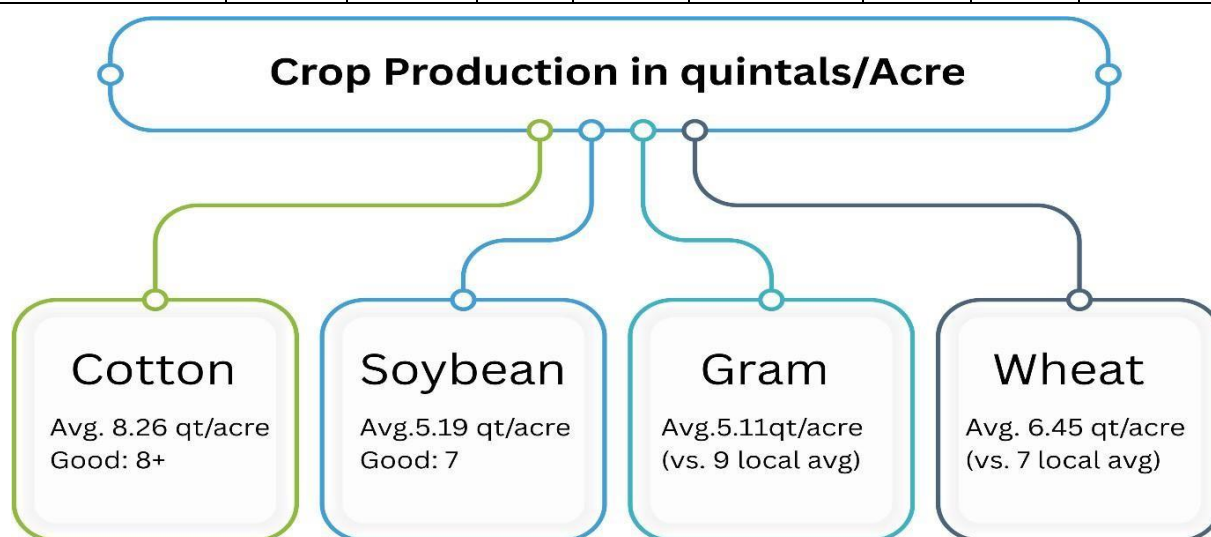 Crop Production in quintals/Acre
Cotton
Avg. 8.26 qt/acre
Good: 8+
Soybean
Avg.5.19 qt/acre
Good: 7
Gram
Avg.5.11qt/acre
(vs. 9 local avg)
Wheat
Avg. 6.45 qt/acre
(vs. 7 local avg)